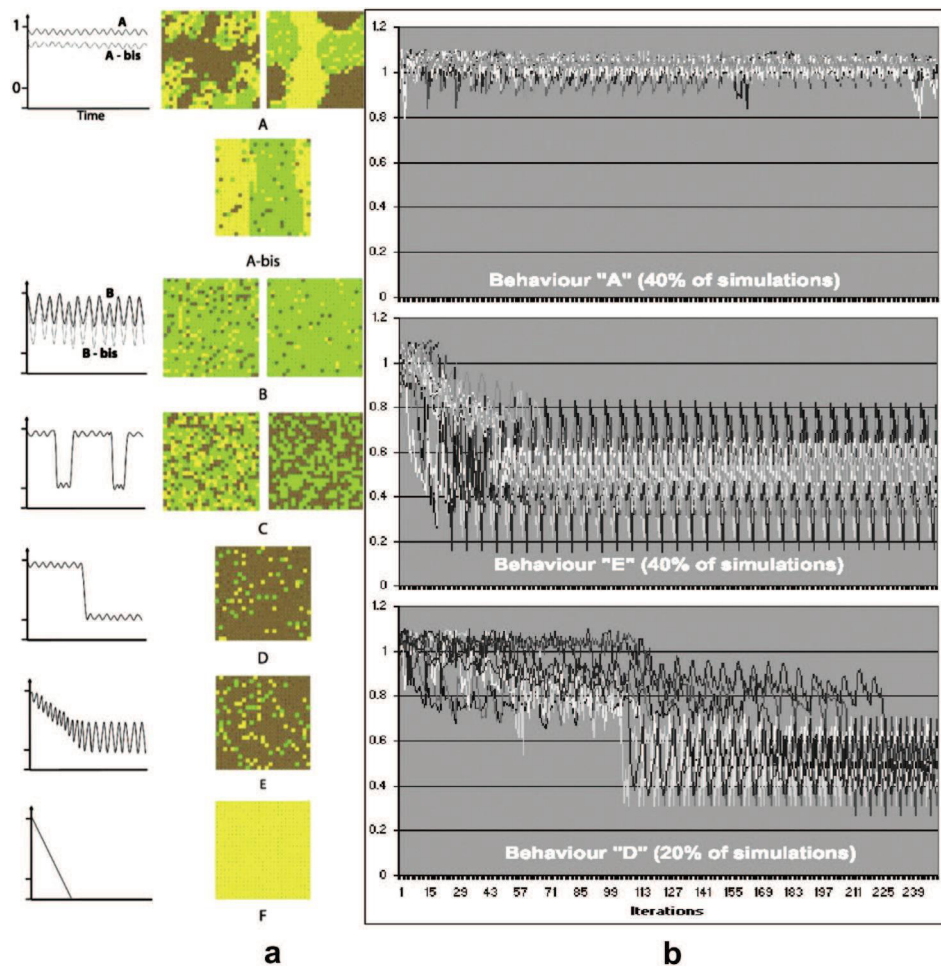 1
A
A - bis
0
Time
A
A-bis
B
B - bis
B
C
D
E
F
a
1.2
1
0.8
0.6
0.4
0.2
0
Behaviour "A" (40% of simulations)
1.2
1
0.8
0.6
0.4
0.2
0
Behaviour "E" (40% of simulations)
1.2
1
0.8
0.6
0.4
0.2
0
Behaviour "D" (20% of simulations)
1 15 29 43 57 71 85 99 113 127 141 155 169 183 197 211 225 239
Iterations
b